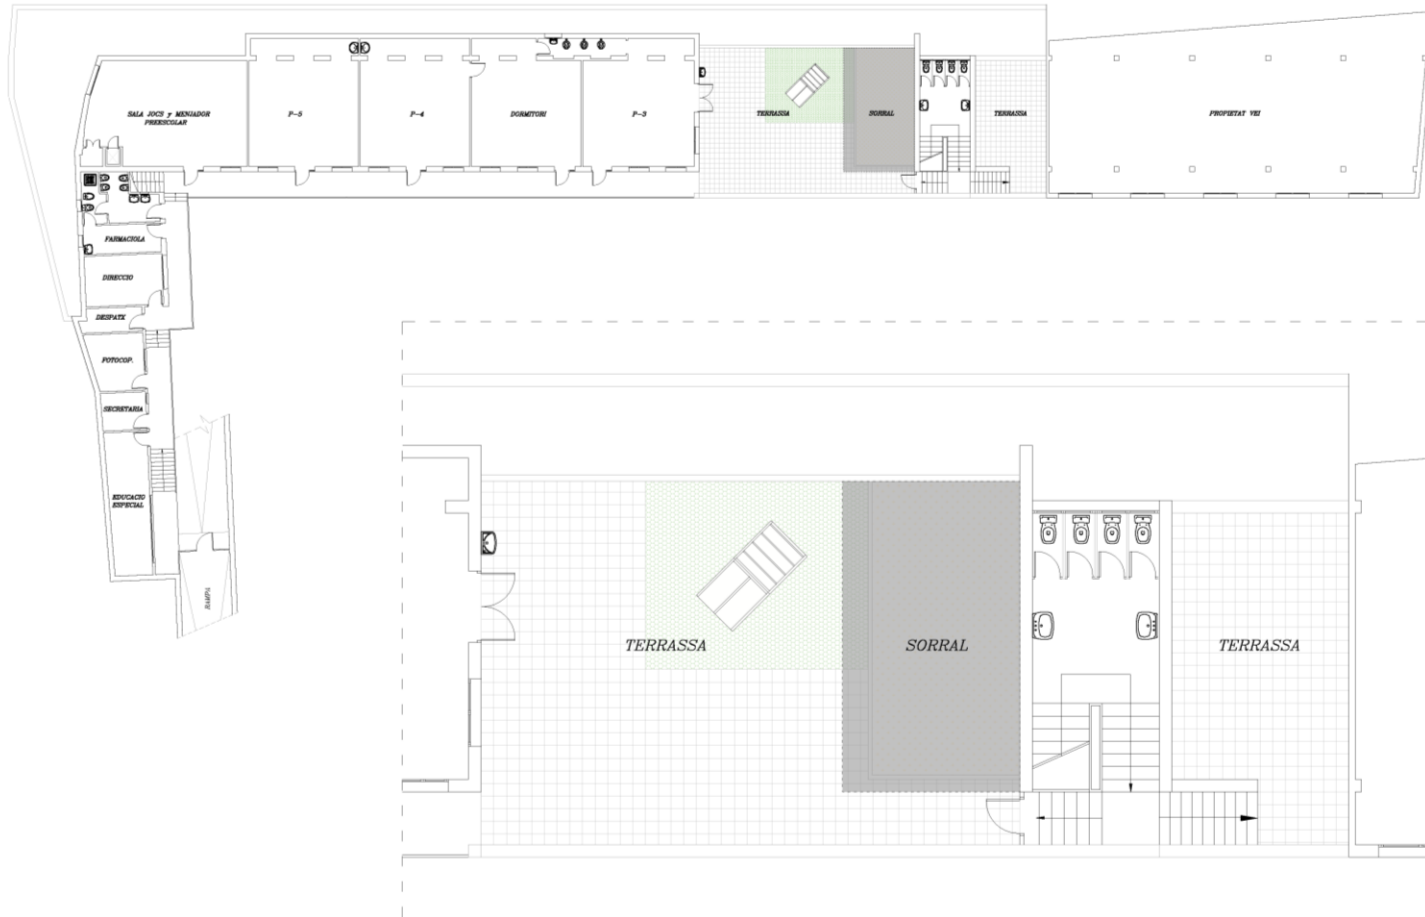 SALA JOCS y MENJADOR
PREESCOLAR
P-5
P-4
DORMITORI
P-3
TERRASSA
SORRAL
TERRASSA
PROPIETAT VEI
FARMACIOLA
DIRECCIO
DESPATX
FOTOCOP.
SECRETARIA
EDUCACIO
ESPECIAL
RAMPA
TERRASSA
SORRAL
TERRASSA